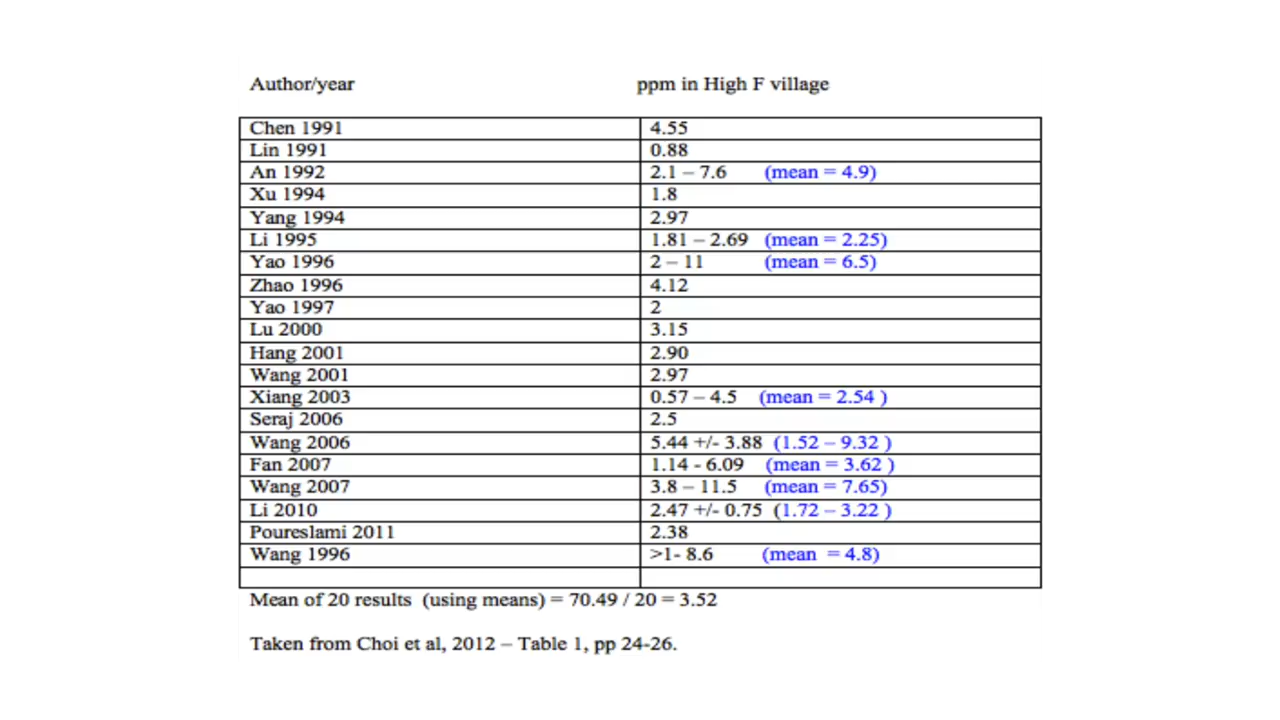 Author/year ppm in High F village
Chen 1991 4.55
Lin 1991 0.88
An 1992 2.1 – 7.6 (mean = 4.9)
Xu 1994 1.8
Yang 1994 2.97
Li 1995 1.81 – 2.69 (mean = 2.25)
Yao 1996 2 – 11 (mean = 6.5)
Zhao 1996 4.12
Yao 1997 2
Lu 2000 3.15
Hang 2001 2.90
Wang 2001 2.97
Xiang 2003 0.57 – 4.5 (mean = 2.54 )
Seraj 2006 2.5
Wang 2006 5.44 +/- 3.88 (1.52 – 9.32 )
Fan 2007 1.14 - 6.09 (mean = 3.62 )
Wang 2007 3.8 – 11.5 (mean = 7.65)
Li 2010 2.47 +/- 0.75 (1.72 – 3.22 )
Poureslami 2011 2.38
Wang 1996 >1- 8.6 (mean = 4.8)
Mean of 20 results (using means) = 70.49 / 20 = 3.52
Taken from Choi et al, 2012 – Table 1, pp 24-26.